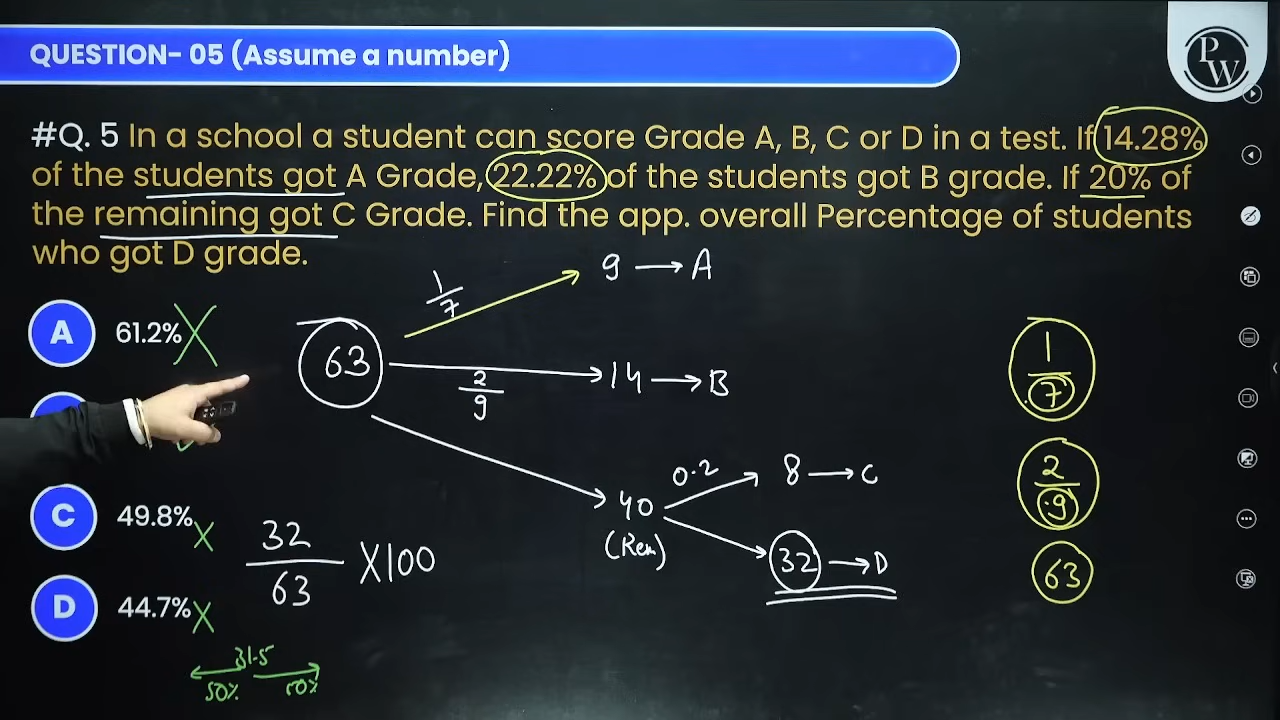 QUESTION- 05 (Assume a number)
PW
#Q. 5 In a school a student can score Grade A, B, C or D in a test. If 14.28%
of the students got A Grade, 22.22% of the students got B grade. If 20% of
the remaining got C Grade. Find the app. overall Percentage of students
who got D grade.
A 61.2% X
C 49.8% X
D 44.7% X
63
1/7
9 → A
2/9
14 → B
40
(Rem)
0.2
8 → C
32 → D
32/63 X100
31.5
50% 50%
1/7
2/9
63